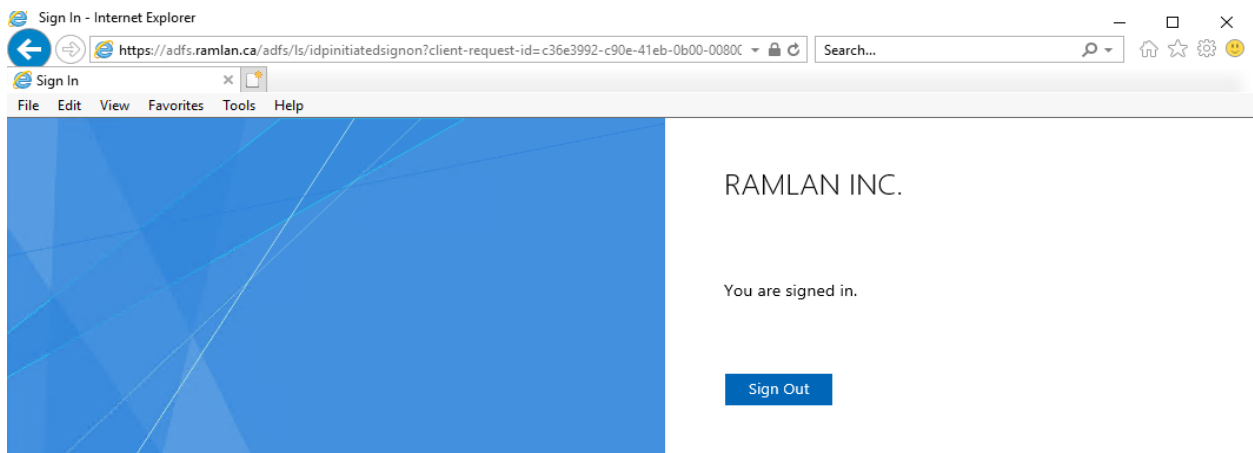 Sign In - Internet Explorer
https://adfs.ramlan.ca/adfs/ls/idpinitiatedsignon?client-request-id=c36e3992-c90e-41eb-0b00-0080( Search...
Sign In
File Edit View Favorites Tools Help
RAMLAN INC.
You are signed in.
Sign Out